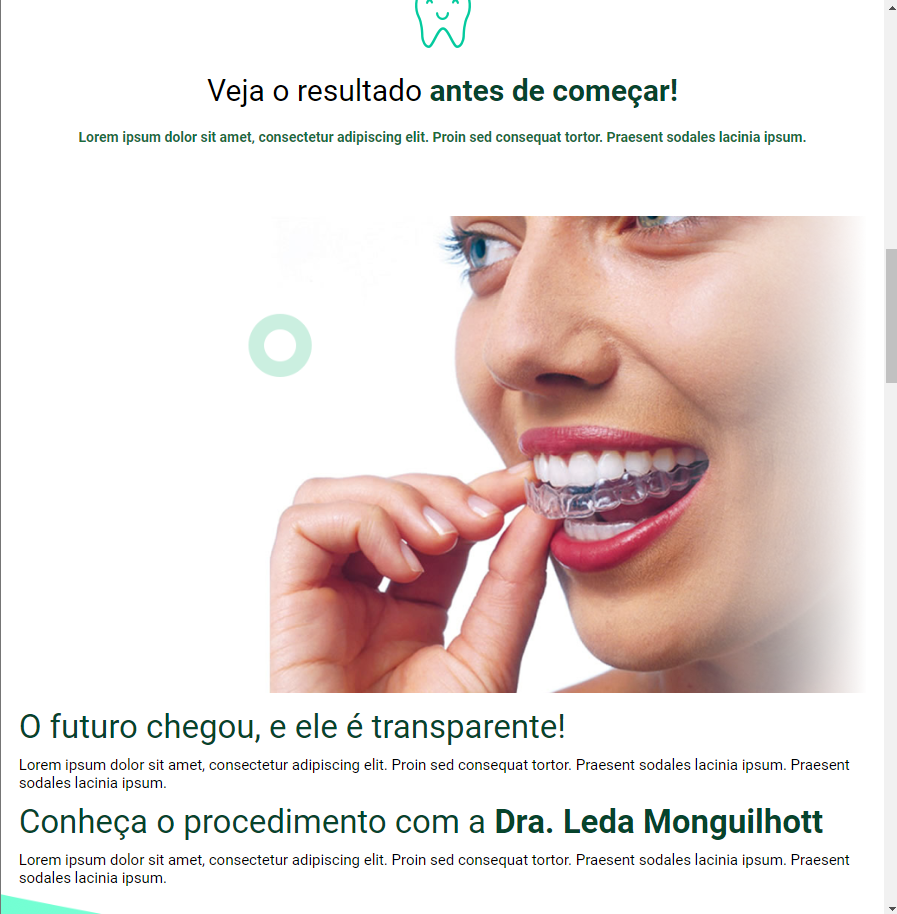 Veja o resultado antes de começar!
Lorem ipsum dolor sit amet, consectetur adipiscing elit. Proin sed consequat tortor. Praesent sodales lacinia ipsum.
O futuro chegou, e ele é transparente!
Lorem ipsum dolor sit amet, consectetur adipiscing elit. Proin sed consequat tortor. Praesent sodales lacinia ipsum. Praesent
sodales lacinia ipsum.
Conheça o procedimento com a Dra. Leda Monguilhott
Lorem ipsum dolor sit amet, consectetur adipiscing elit. Proin sed consequat tortor. Praesent sodales lacinia ipsum. Praesent
sodales lacinia ipsum.